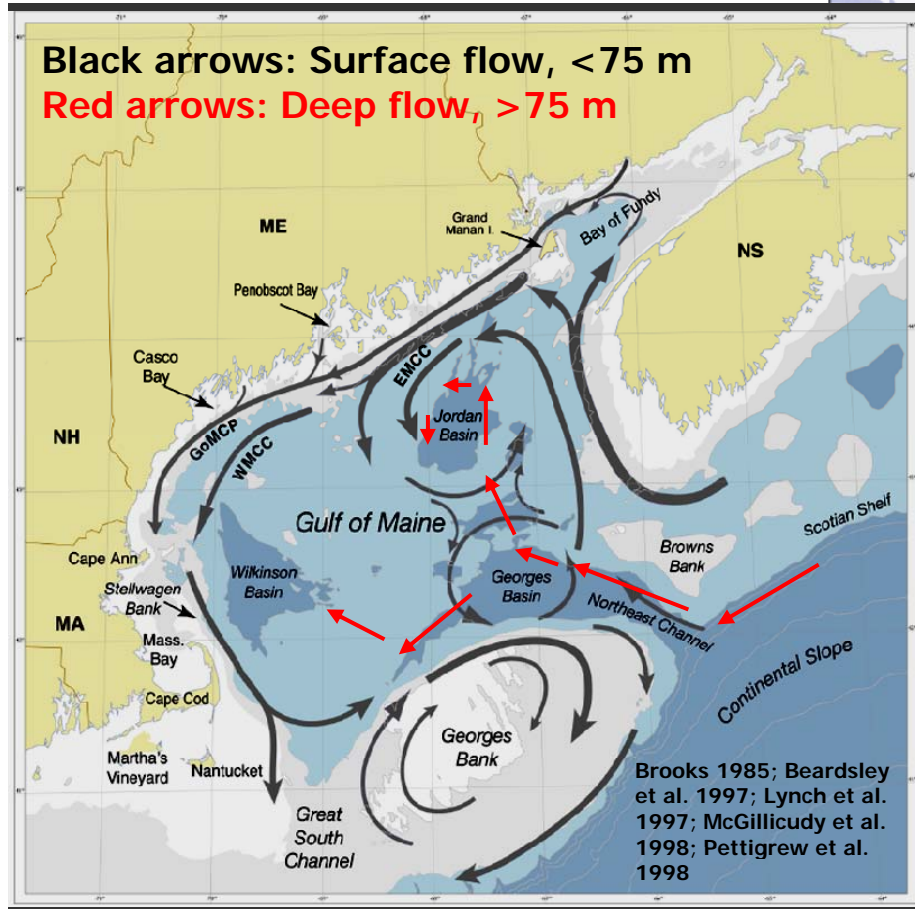 Black arrows: Surface flow, <75 m
Red arrows: Deep flow, >75 m
ME
Grand
Manan I.
Bay of Fundy
NS
Penobscot Bay
Casco
Bay
EMCC
Jordan
Basin
NH
GoMCP
WMCC
Gulf of Maine
Scotian Shelf
Cape Ann
Browns
Bank
Wilkinson
Basin
Georges
Basin
Stellwagen
Bank
Northeast Channel
MA
Mass.
Bay
Continental Slope
Cape Cod
Georges
Bank
Martha's
Vineyard
Nantucket
Great
South
Channel
Brooks 1985; Beardsley
et al. 1997; Lynch et al.
1997; McGillicudy et al.
1998; Pettigrew et al.
1998